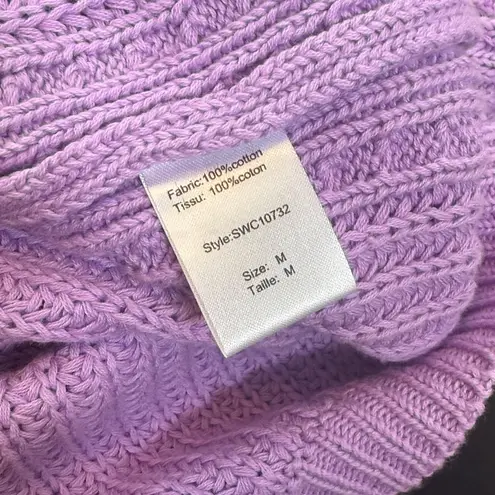 Fabric:100%cotton
Tissu: 100%coton
Style:SWC10732
Size: M
Taille: M